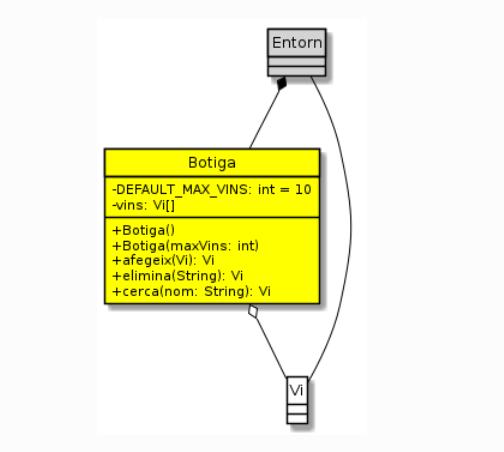 Entorn
Botiga
-DEFAULT_MAX_VINS: int = 10
-vins: Vi[]
+Botiga()
+Botiga(maxVins: int)
+afegeix(Vi): Vi
+elimina(String): Vi
+cerca(nom: String): Vi
Vi